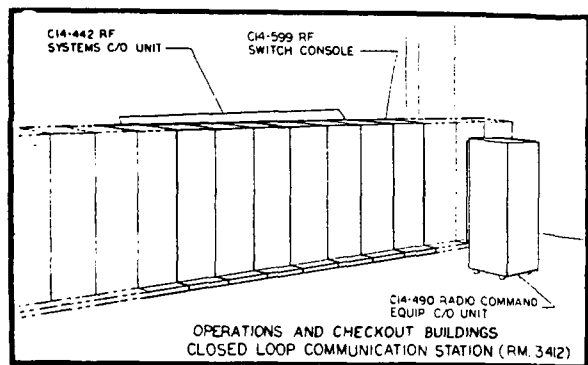 C14-442 RF
SYSTEMS C/O UNIT
C14-599 RF
SWITCH CONSOLE
C14-490 RADIO COMMAND
EQUIP C/O UNIT
OPERATIONS AND CHECKOUT BUILDINGS
CLOSED LOOP COMMUNICATION STATION (RM. 3412)